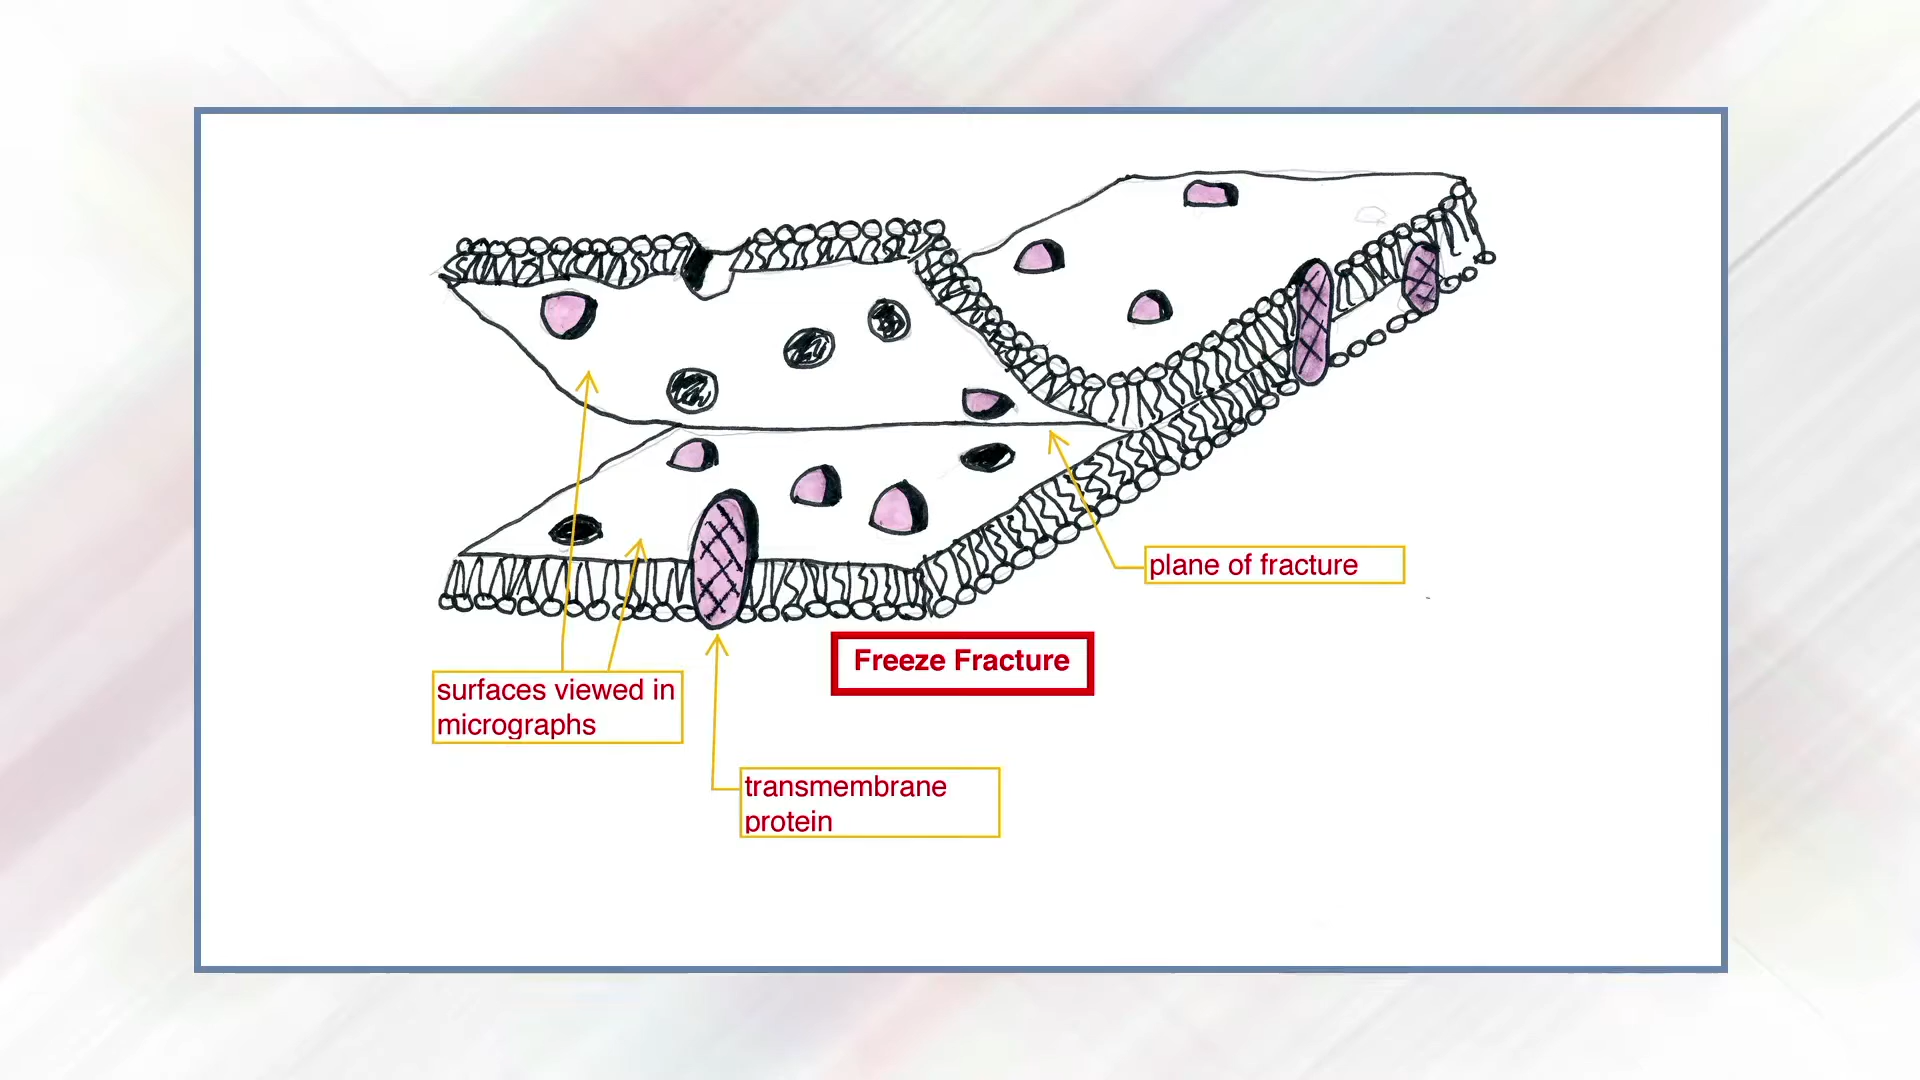 plane of fracture
Freeze Fracture
surfaces viewed in
micrographs
transmembrane
protein